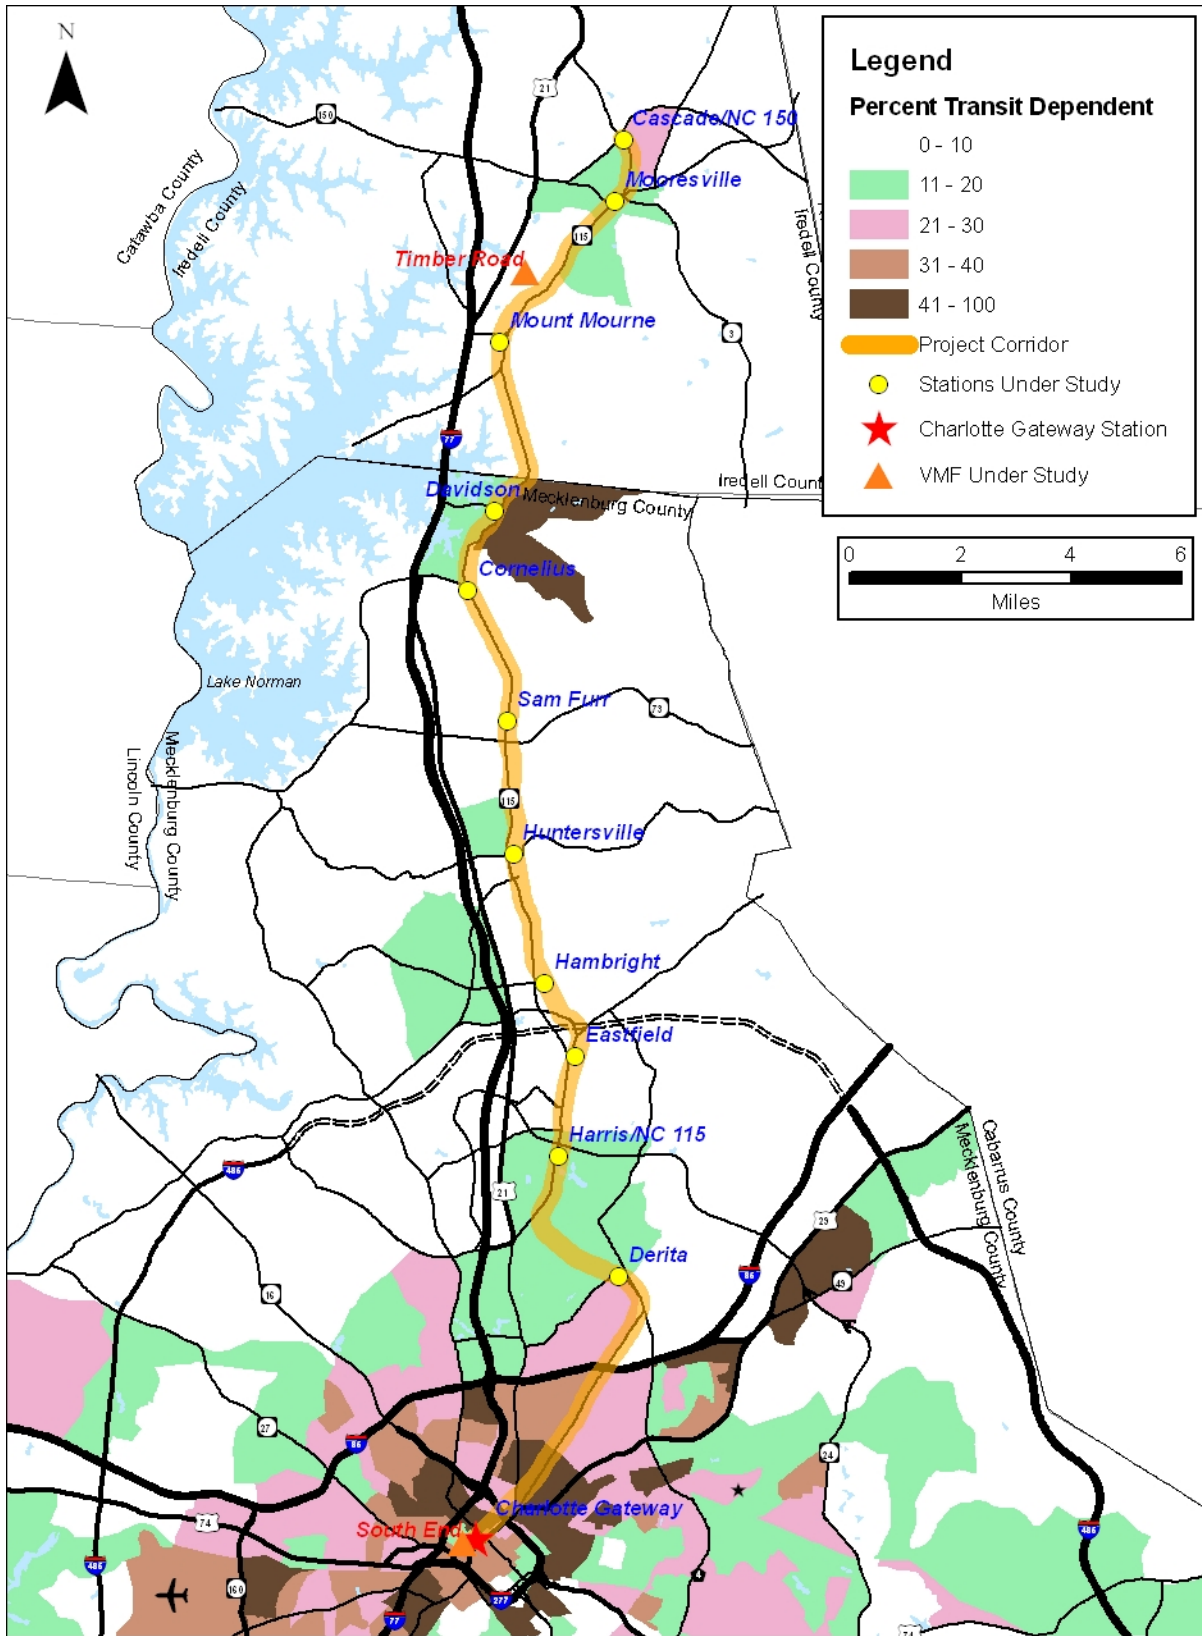 N
Legend
Percent Transit Dependent
0 - 10
11 - 20
21 - 30
31 - 40
41 - 100
Project Corridor
Stations Under Study
Charlotte Gateway Station
VMF Under Study
0 2 4 6
Miles
21
150
Cascade/NC 150
Catawba County
Iredell County
Mooresville
Iredell County
115
Timber Road
Mount Mourne
3
77
Iredell Count
Davidson
Mecklenburg County
Cornelius
Lake Norman
Sam Furr
73
Lincoln County
Mecklenburg County
115
Huntersville
Hambright
Eastfield
Harris/NC 115
Cabarrus County
Mecklenburg County
485
21
29
Derita
85
49
16
27
85
24
74
Charlotte Gateway
South End
485
485
160
277
77
74